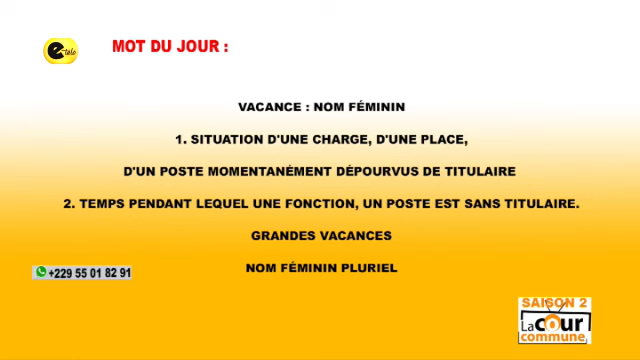 e-tele
MOT DU JOUR :
VACANCE : NOM FÉMININ
1. SITUATION D'UNE CHARGE, D'UNE PLACE,
D'UN POSTE MOMENTANÉMENT DÉPOURVUS DE TITULAIRE
2. TEMPS PENDANT LEQUEL UNE FONCTION, UN POSTE EST SANS TITULAIRE.
GRANDES VACANCES
NOM FÉMININ PLURIEL
+229 55 01 82 91
SAISON 2
La cour
commune